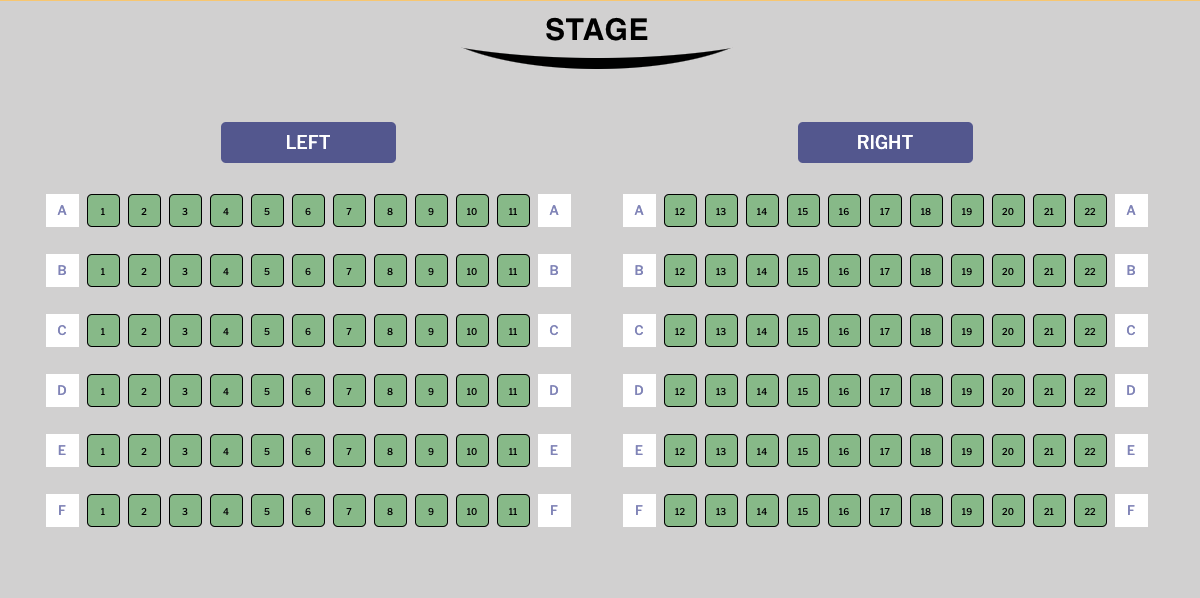 STAGE
LEFT RIGHT
A 1 2 3 4 5 6 7 8 9 10 11 A A 12 13 14 15 16 17 18 19 20 21 22 A
B 1 2 3 4 5 6 7 8 9 10 11 B B 12 13 14 15 16 17 18 19 20 21 22 B
C 1 2 3 4 5 6 7 8 9 10 11 C C 12 13 14 15 16 17 18 19 20 21 22 C
D 1 2 3 4 5 6 7 8 9 10 11 D D 12 13 14 15 16 17 18 19 20 21 22 D
E 1 2 3 4 5 6 7 8 9 10 11 E E 12 13 14 15 16 17 18 19 20 21 22 E
F 1 2 3 4 5 6 7 8 9 10 11 F F 12 13 14 15 16 17 18 19 20 21 22 F